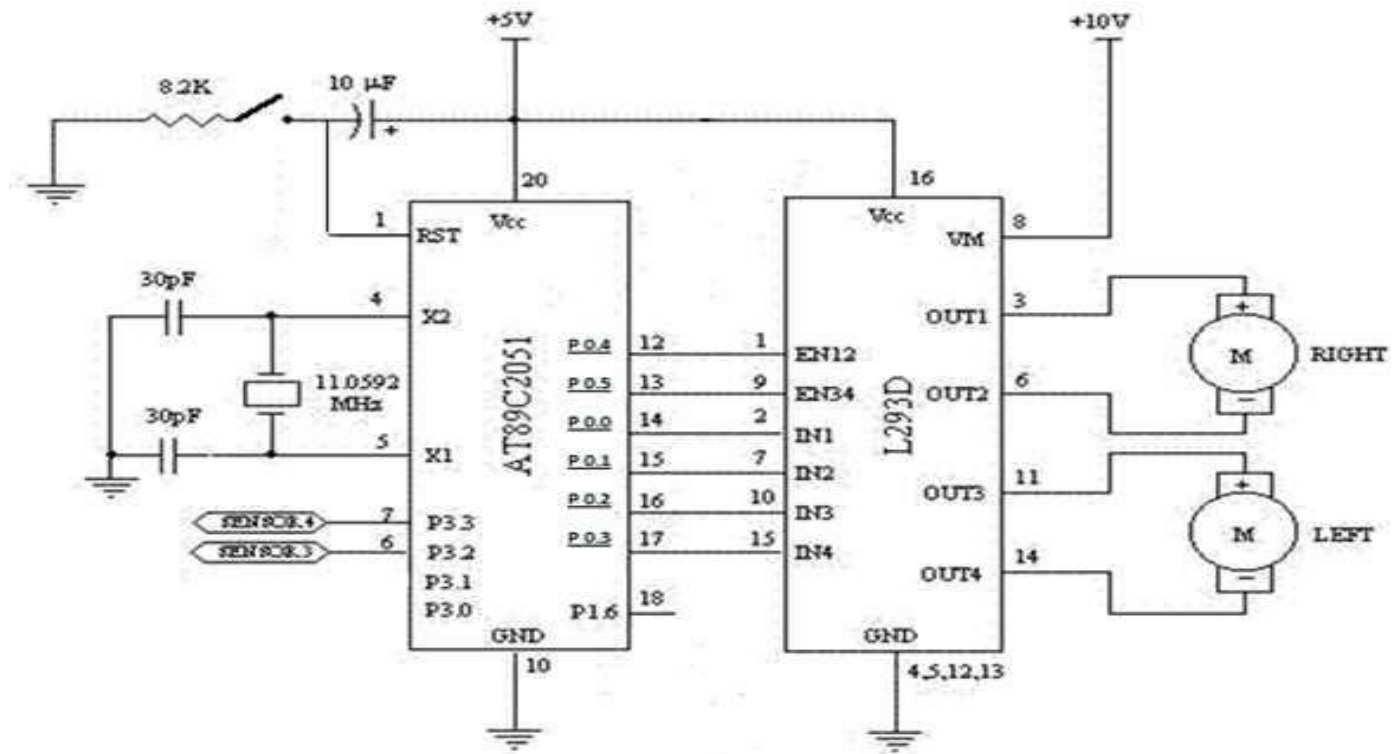 +5V
+10V
8.2K
10 µF
+
20
16
1
RST
Vcc
Vcc
VM
8
30pF
4
X2
OUT1
3
+
M
RIGHT
-
11.0592
MHz
AT89C2051
P0.4
12
1
EN12
P0.5
13
9
EN34
L293D
OUT2
6
P0.0
14
2
IN1
30pF
5
X1
P0.1
15
7
IN2
P0.2
16
10
IN3
OUT3
11
+
M
LEFT
-
SENSOR.4
7
P3.3
P0.3
17
15
IN4
SENSOR.3
6
P3.2
OUT4
14
P3.1
P3.0
P1.6
18
GND
10
GND
4,5,12,13